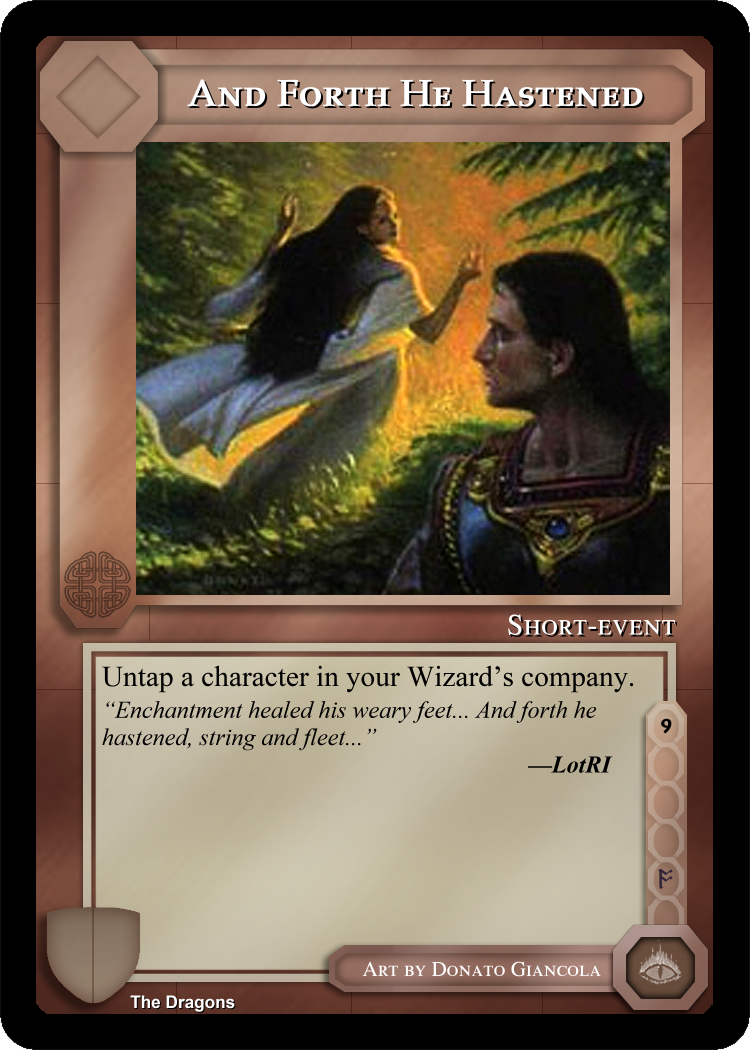 And Forth He Hastened
DONATO
Short-event
Untap a character in your Wizard’s company.
“Enchantment healed his weary feet... And forth he
hastened, string and fleet...”
—LotRI
9
ᚩ
Art by Donato Giancola
The Dragons